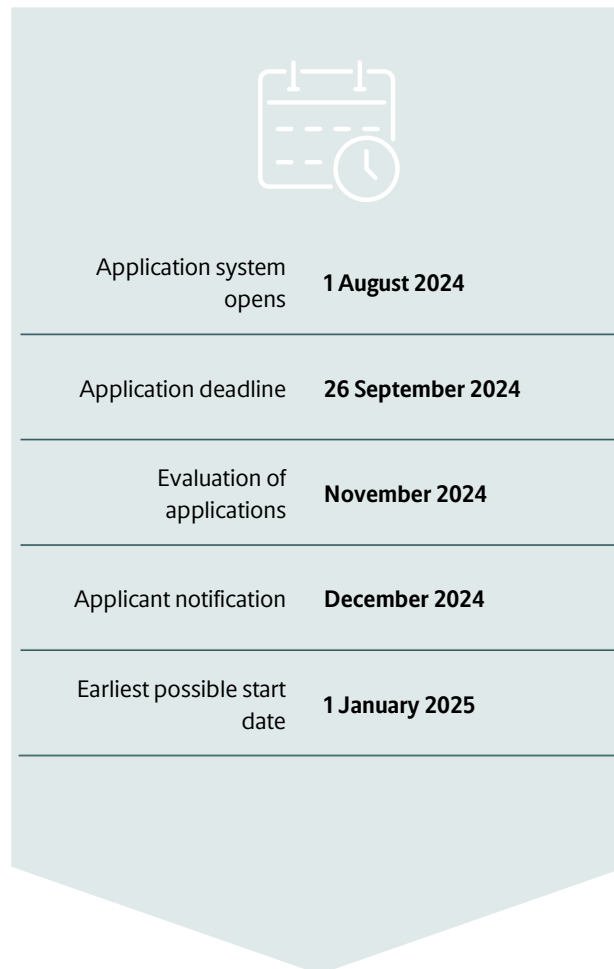 Application system
opens
1 August 2024
Application deadline
26 September 2024
Evaluation of
applications
November 2024
Applicant notification
December 2024
Earliest possible start
date
1 January 2025